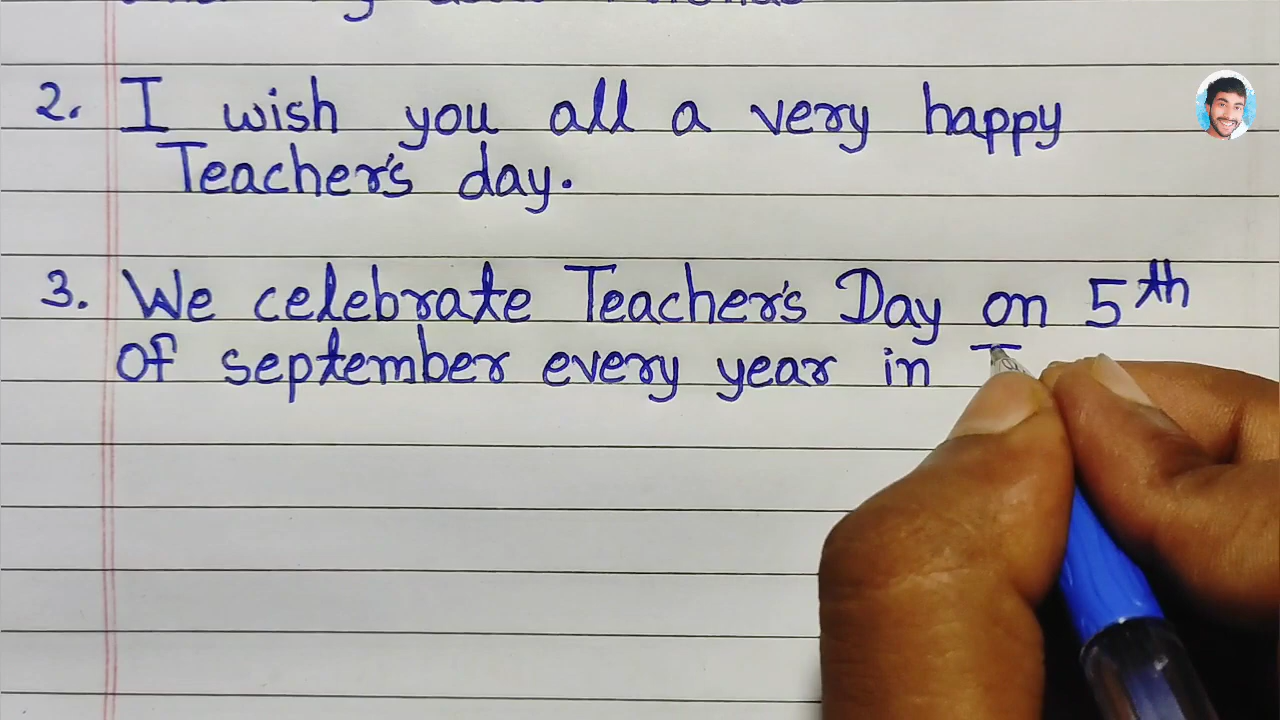 2. I wish you all a very happy
Teacher's day.
3. We celebrate Teacher's Day on 5th
of september every year in